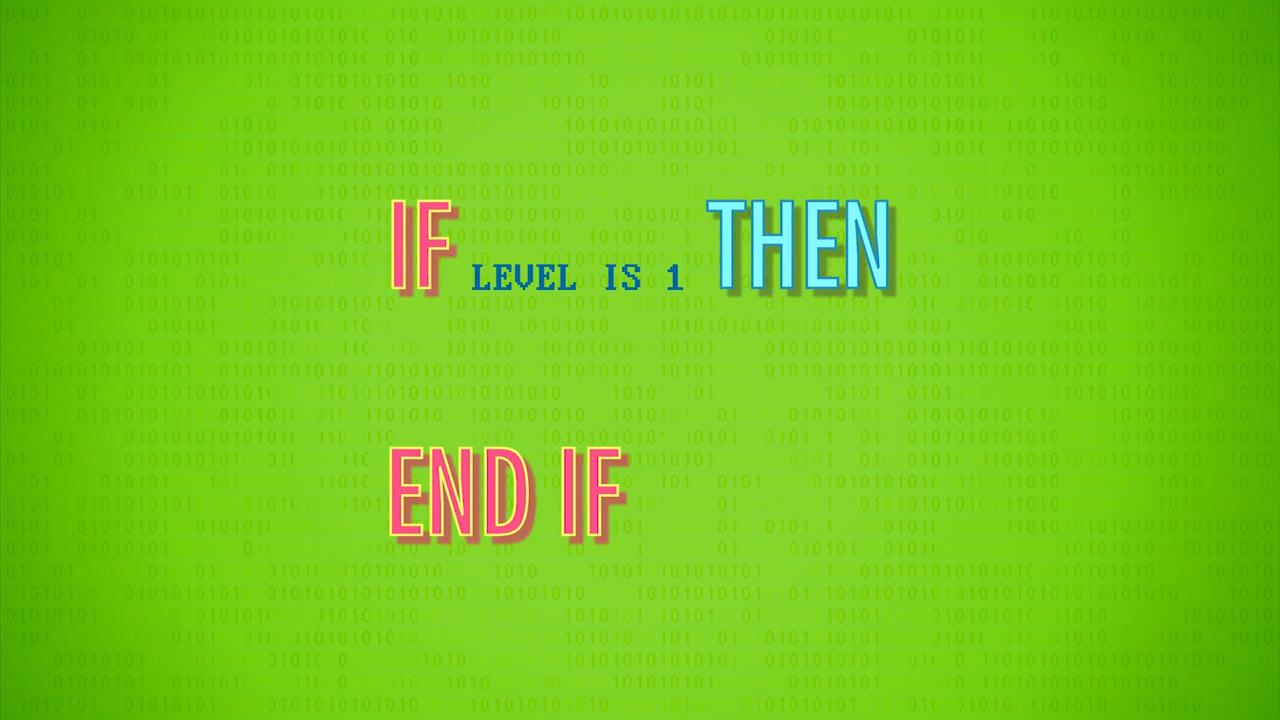 IF LEVEL IS 1 THEN
END IF